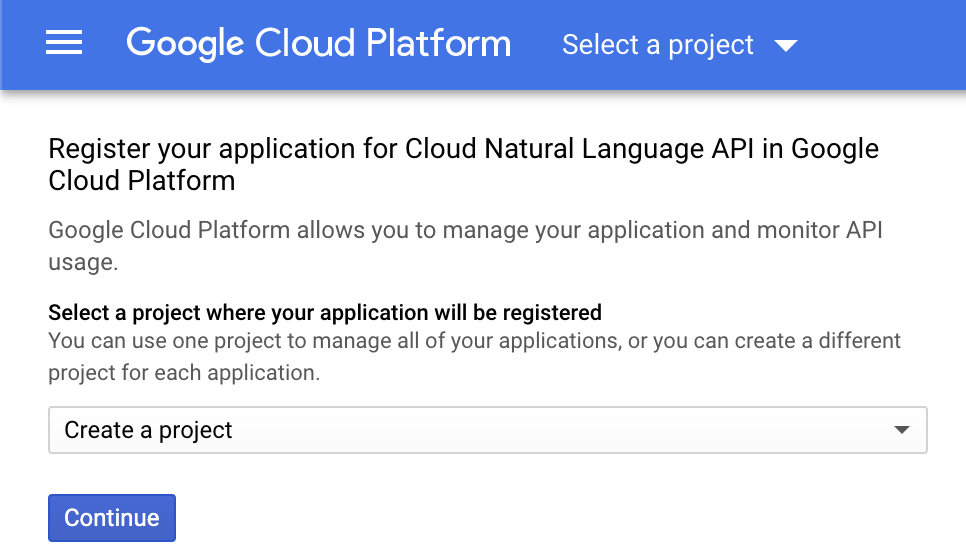 Google Cloud Platform Select a project
Register your application for Cloud Natural Language API in Google
Cloud Platform
Google Cloud Platform allows you to manage your application and monitor API
usage.
Select a project where your application will be registered
You can use one project to manage all of your applications, or you can create a different
project for each application.
Create a project
Continue